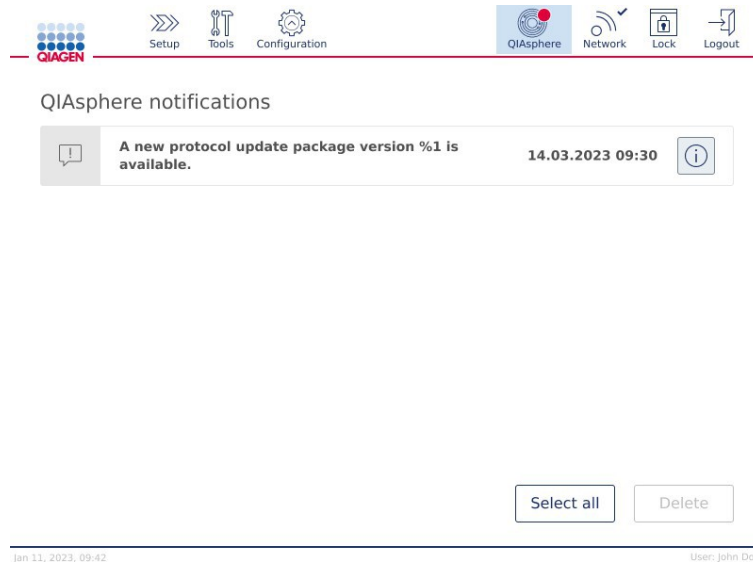 Setup Tools Configuration QIAsphere Network Lock Logout
QIAGEN
QIAsphere notifications
A new protocol update package version %1 is
available.
14.03.2023 09:30
Select all Delete
Jan 11, 2023, 09:42 User: John Do